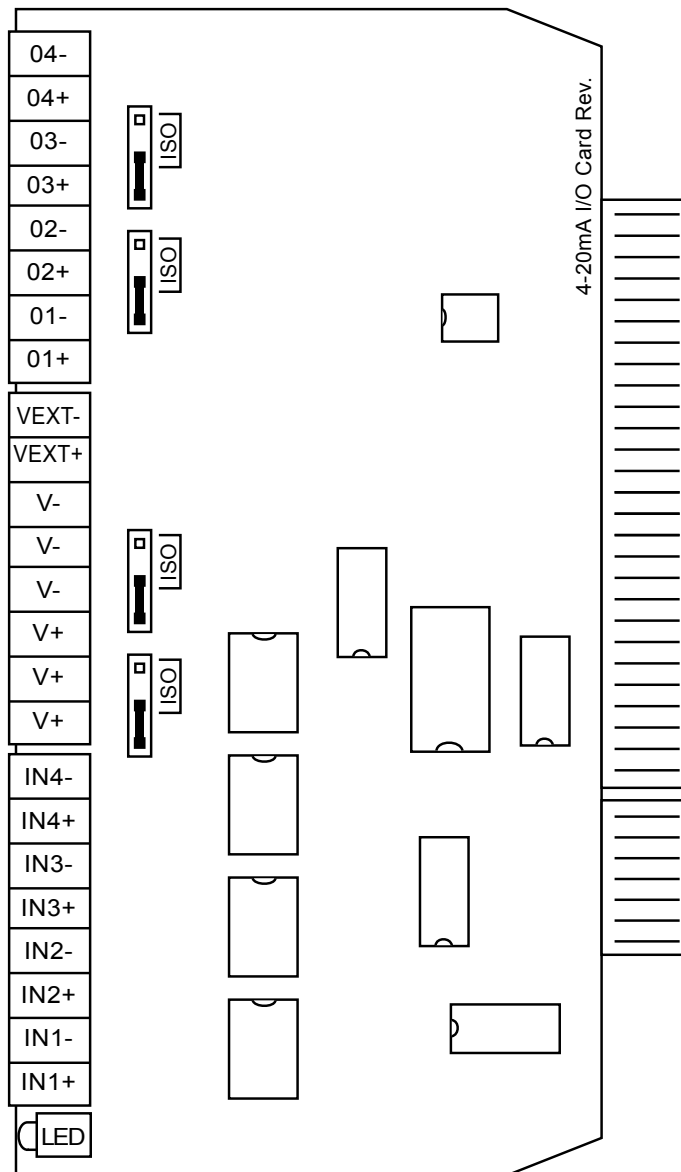 04-
04+
03-
03+
02-
02+
01-
01+
VEXT-
VEXT+
V-
V-
V-
V+
V+
V+
IN4-
IN4+
IN3-
IN3+
IN2-
IN2+
IN1-
IN1+
LED
ISO
ISO
ISO
ISO
4-20mA I/O Card Rev.